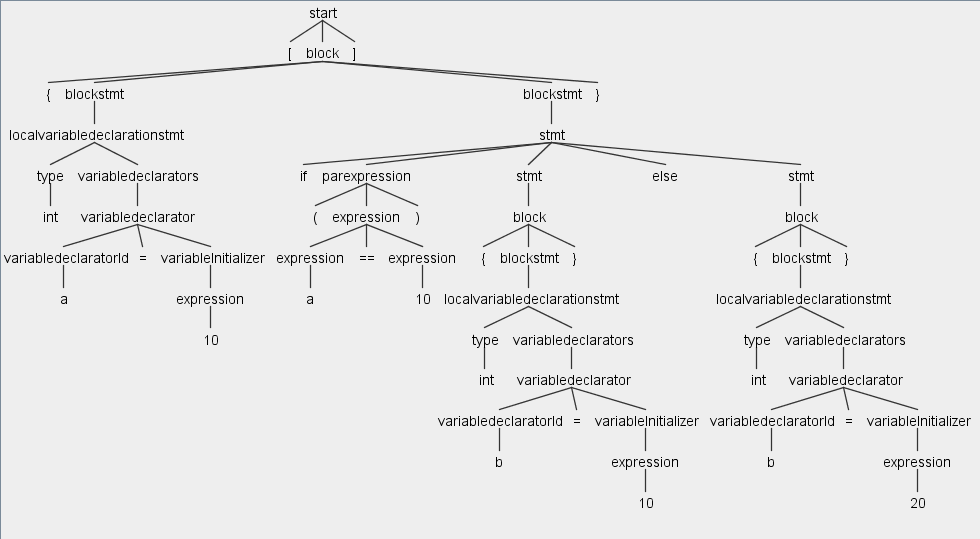 start
[ block ]
{ blockstmt blockstmt }
localvariabledeclarationstmt stmt
type variabledeclarators if parexpression stmt else stmt
int variabledeclarator ( expression ) block block
variabledeclaratorId = variableInitializer expression == expression { blockstmt } { blockstmt }
a expression a 10 localvariabledeclarationstmt localvariabledeclarationstmt
10 type variabledeclarators type variabledeclarators
int variabledeclarator int variabledeclarator
variabledeclaratorId = variableInitializer variabledeclaratorId = variableInitializer
b expression b expression
10 20